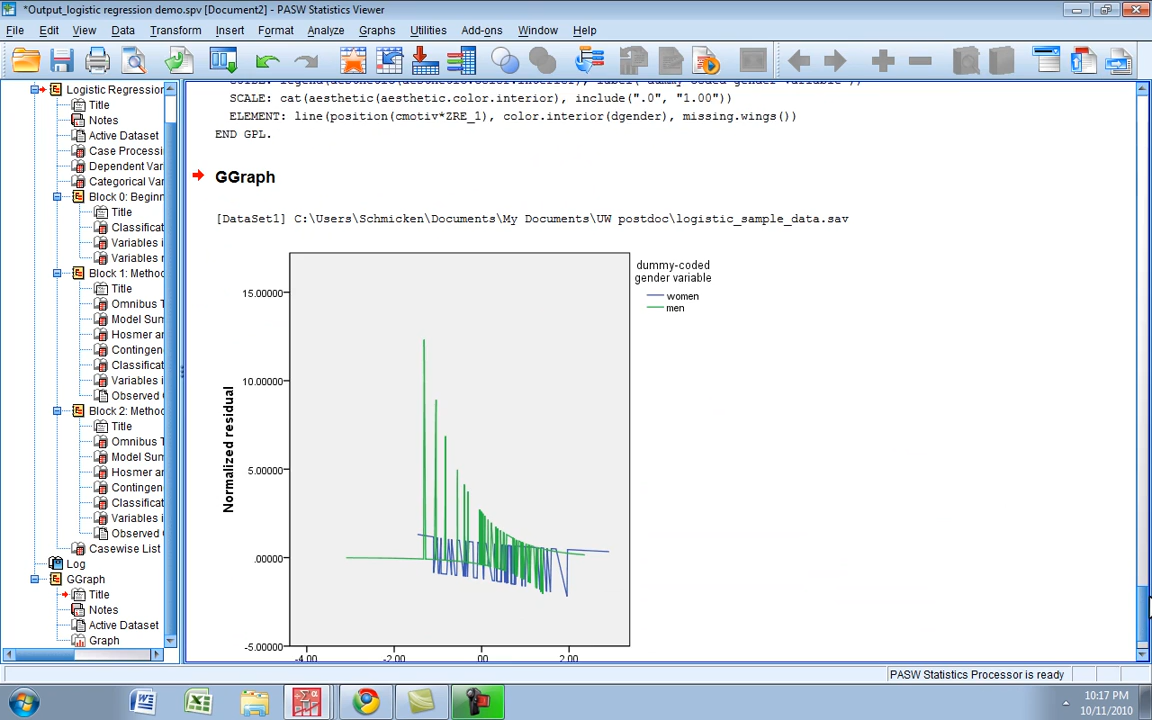 *Output_logistic regression demo.spv [Document2] - PASW Statistics Viewer
File Edit View Data Transform Insert Format Analyze Graphs Utilities Add-ons Window Help
Logistic Regression
Title
Notes
Active Dataset
Case Processi
Dependent Var
Categorical Var
Block 0: Beginn
Title
Classificat
Variables i
Variables n
Block 1: Metho
Title
Omnibus T
Model Sum
Hosmer an
Contingen
Classificat
Variables i
Observed G
Block 2: Metho
Title
Omnibus T
Model Sum
Hosmer an
Contingen
Classificat
Variables i
Observed
Casewise List
Log
GGraph
Title
Notes
Active Dataset
Graph
SCALE: cat(aesthetic(aesthetic.color.interior), include(".0", "1.00"))
ELEMENT: line(position(cmotiv*ZRE_1), color.interior(dgender), missing.wings())
END GPL.
GGraph
[DataSet1] C:\Users\Schmicken\Documents\My Documents\UW postdoc\logistic_sample_data.sav
dummy-coded
gender variable
women
men
Normalized residual
15.00000
10.00000
5.00000
.00000
-5.00000
-4.00 -2.00 .00 2.00
PASW Statistics Processor is ready
10:17 PM
10/11/2010